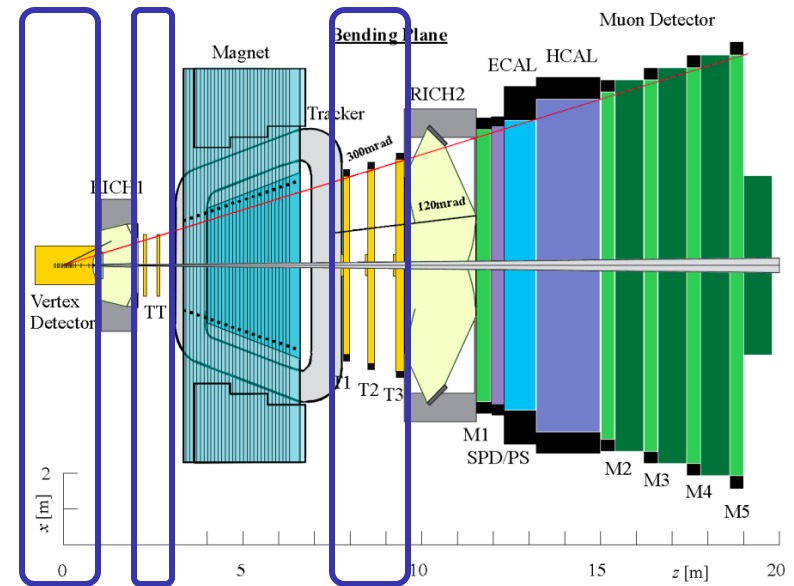 Muon Detector
Bending Plane
Magnet
HCAL
ECAL
RICH2
Tracker
300mrad
RICH1
120mrad
Vertex
Detector
TT
T1
T2
T3
M1
SPD/PS
M2
M3
M4
M5
2
x [m]
0
5
10
15
z [m]
20